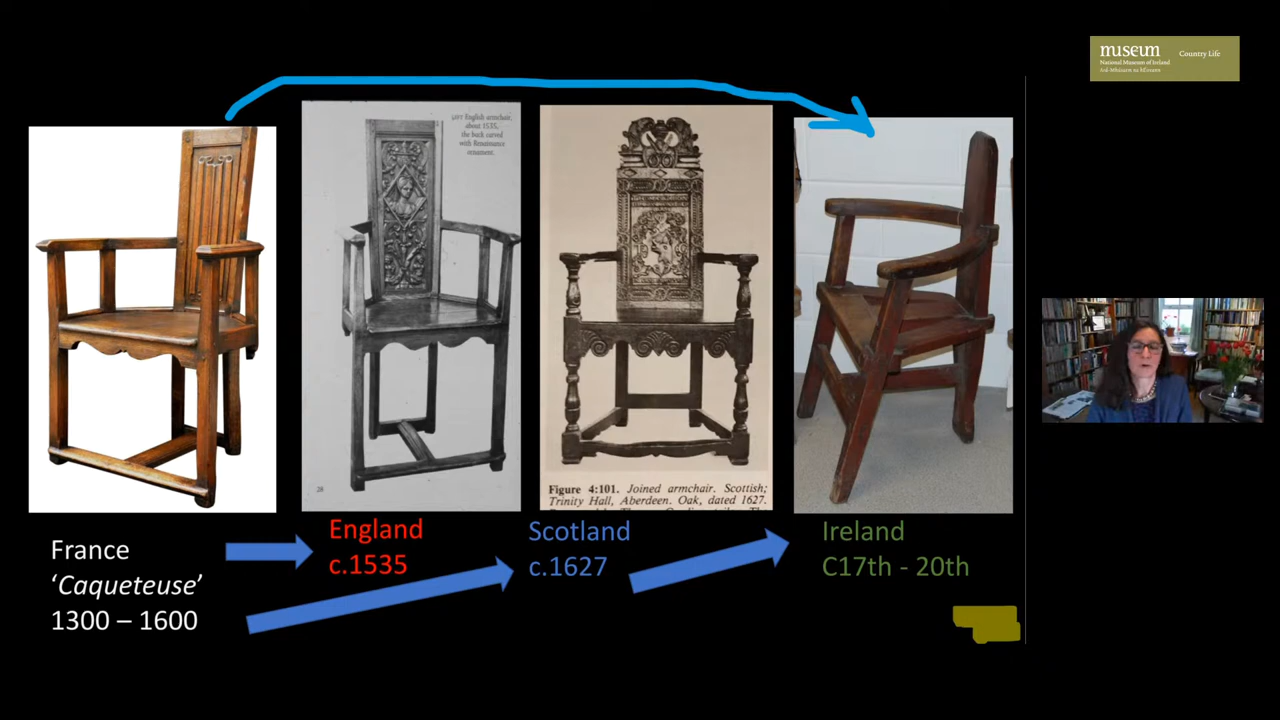 museum
Country Life
National Museum of Ireland
Ard-Mhúsaem na hÉireann
LEFT English armchair,
about 1535,
the back carved
with Renaissance
ornament.
28
Figure 4:101. Joined armchair. Scottish;
Trinity Hall, Aberdeen. Oak, dated 1627.
France
‘Caqueteuse’
1300 – 1600
England
c.1535
Scotland
c.1627
Ireland
C17th - 20th